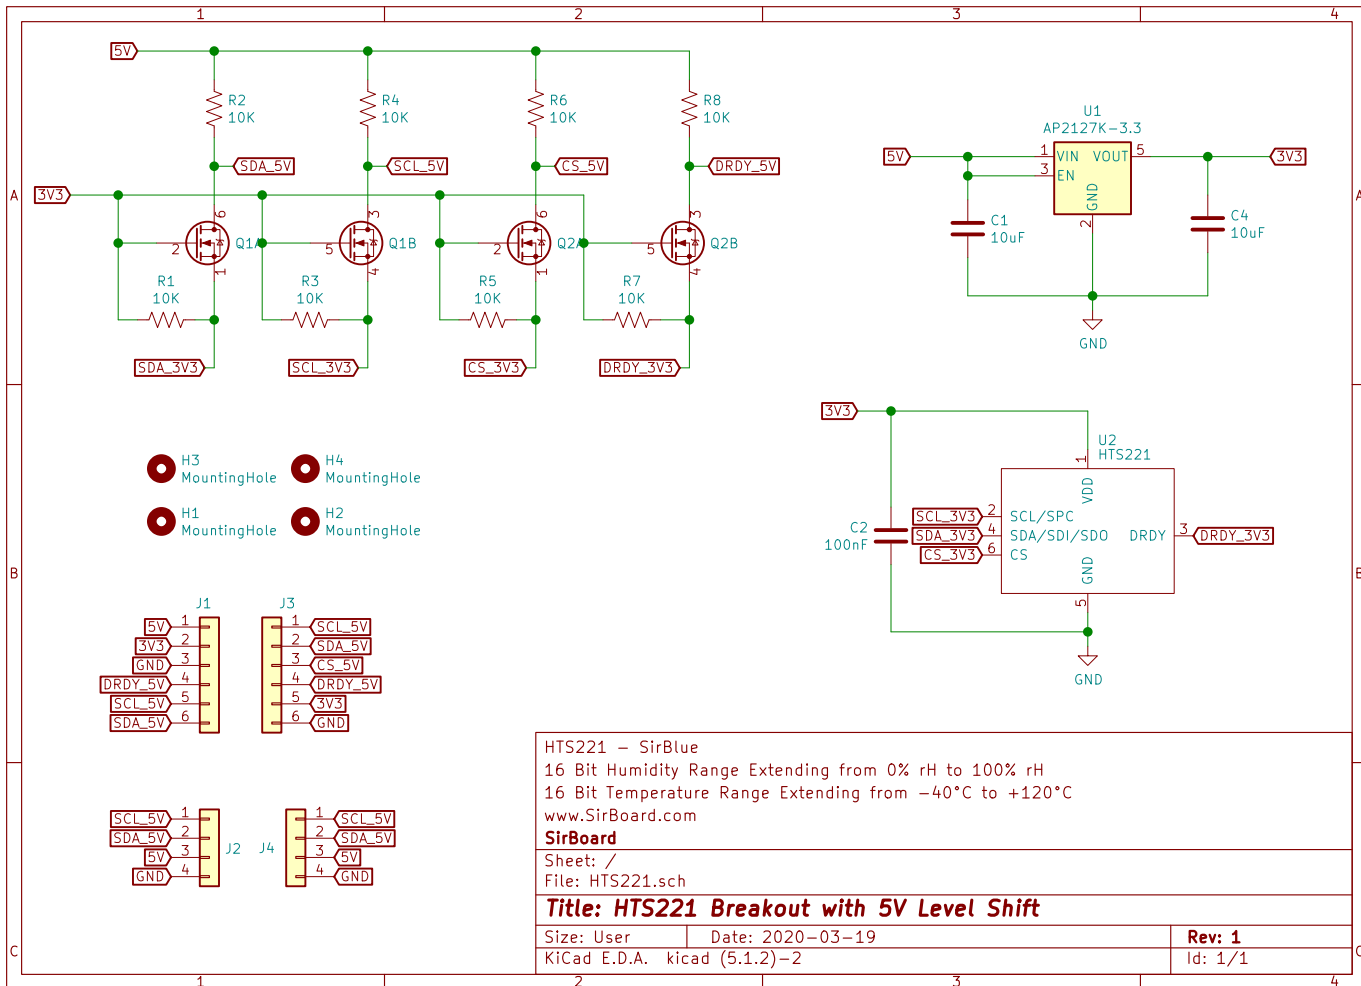 1 2 3 4
A A
B B
C C
1 2 3 4
5V
R2
10K
R4
10K
R6
10K
R8
10K
SDA_5V
SCL_5V
CS_5V
DRDY_5V
3V3
6
2
1
Q1A
3
5
4
Q1B
6
2
1
Q2A
3
5
4
Q2B
R1
10K
R3
10K
R5
10K
R7
10K
SDA_3V3
SCL_3V3
CS_3V3
DRDY_3V3
U1
AP2127K-3.3
5V
1
VIN
VOUT
5
3V3
3
EN
GND
2
C1
10uF
C4
10uF
GND
3V3
U2
HTS221
1
VDD
C2
100nF
SCL_3V3
2
SCL/SPC
SDA_3V3
4
SDA/SDI/SDO
DRDY
3
DRDY_3V3
CS_3V3
6
CS
GND
5
GND
H3
MountingHole
H4
MountingHole
H1
MountingHole
H2
MountingHole
J1
5V 1
3V3 2
GND 3
DRDY_5V 4
SCL_5V 5
SDA_5V 6
J3
1 SCL_5V
2 SDA_5V
3 CS_5V
4 DRDY_5V
5 3V3
6 GND
SCL_5V 1
SDA_5V 2
5V 3
GND 4
J2
J4
1 SCL_5V
2 SDA_5V
3 5V
4 GND
HTS221 - SirBlue
16 Bit Humidity Range Extending from 0% rH to 100% rH
16 Bit Temperature Range Extending from -40°C to +120°C
www.SirBoard.com
SirBoard
Sheet: /
File: HTS221.sch
Title: HTS221 Breakout with 5V Level Shift
Size: User Date: 2020-03-19 Rev: 1
KiCad E.D.A. kicad (5.1.2)-2 Id: 1/1